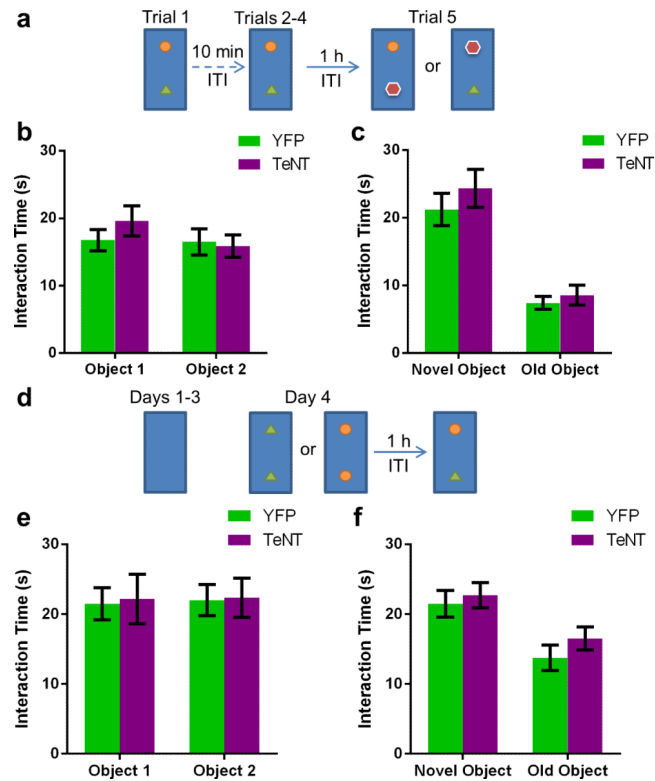 a
Trial 1
Trials 2-4
Trial 5
10 min
ITI
1 h
ITI
or
b
YFP
TeNT
Interaction Time (s)
30
20
10
0
Object 1
Object 2
c
YFP
TeNT
Interaction Time (s)
30
20
10
0
Novel Object
Old Object
d
Days 1-3
Day 4
or
1 h
ITI
e
YFP
TeNT
Interaction Time (s)
30
20
10
0
Object 1
Object 2
f
YFP
TeNT
Interaction Time (s)
30
20
10
0
Novel Object
Old Object